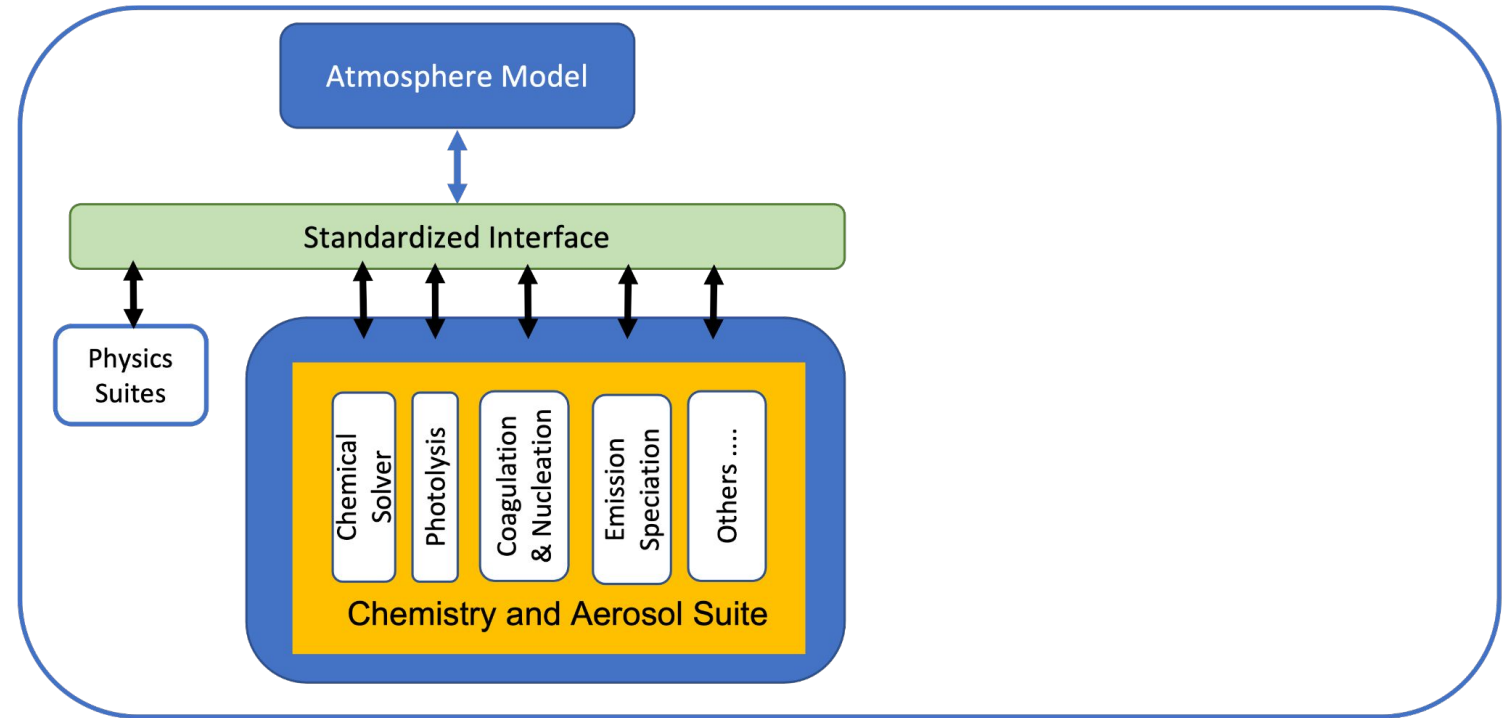 Atmosphere Model
Standardized Interface
Physics
Suites
Chemical
Solver
Photolysis
Coagulation
& Nucleation
Emission
Speciation
Others ....
Chemistry and Aerosol Suite